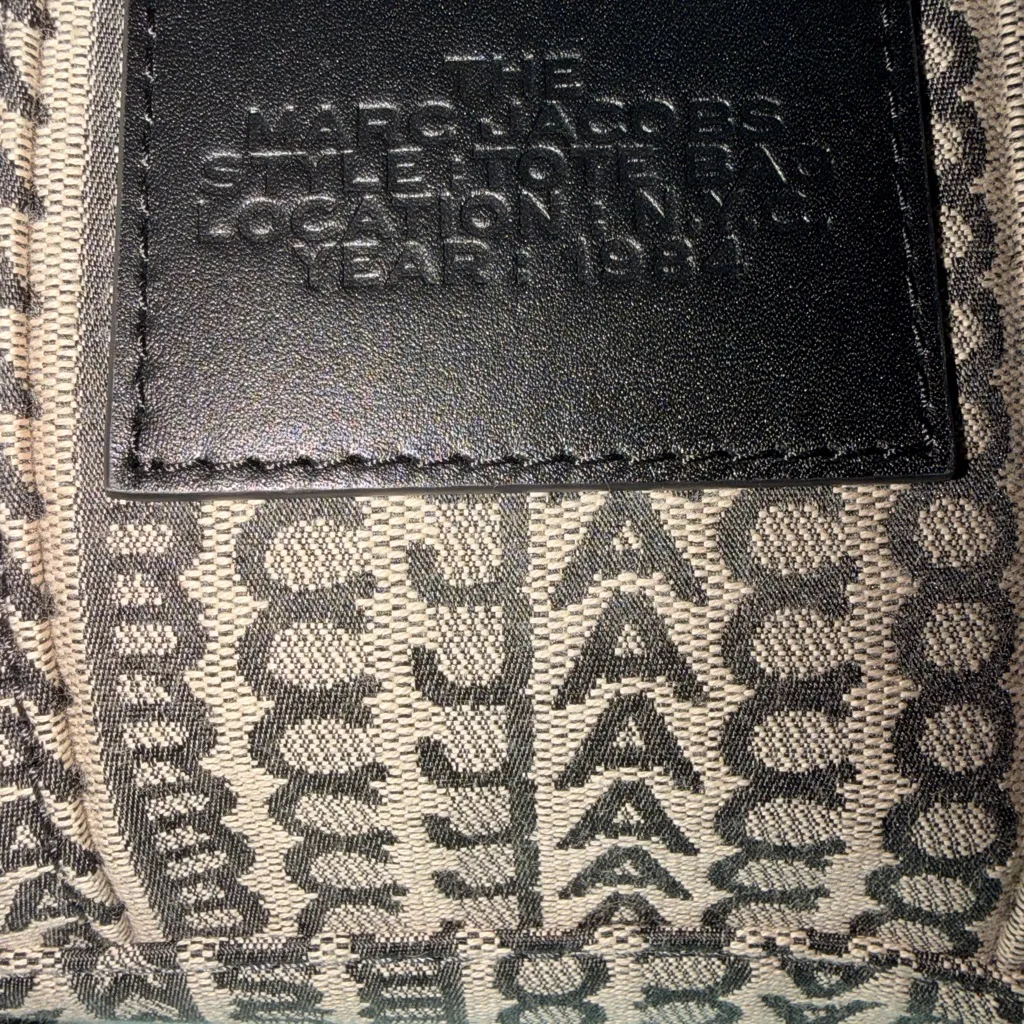 THE
MARC JACOBS
STYLE : TOTE BAG
LOCATION : N.Y.C.
YEAR : 1984